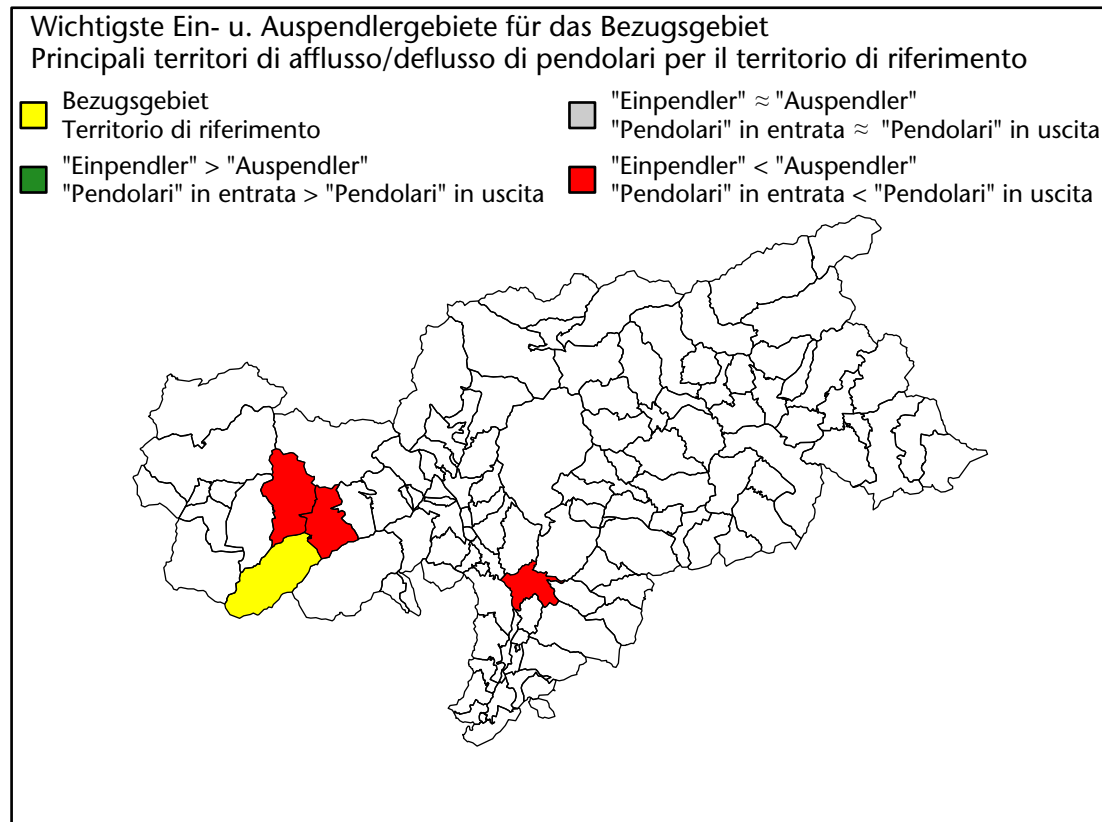 Wichtigste Ein- u. Auspendlergebiete für das Bezugsgebiet
Principali territori di afflusso/deflusso di pendolari per il territorio di riferimento
Bezugsgebiet
Territorio di riferimento
"Einpendler" > "Auspendler"
"Pendolari" in entrata > "Pendolari" in uscita
"Einpendler" ≈ "Auspendler"
"Pendolari" in entrata ≈ "Pendolari" in uscita
"Einpendler" < "Auspendler"
"Pendolari" in entrata < "Pendolari" in uscita